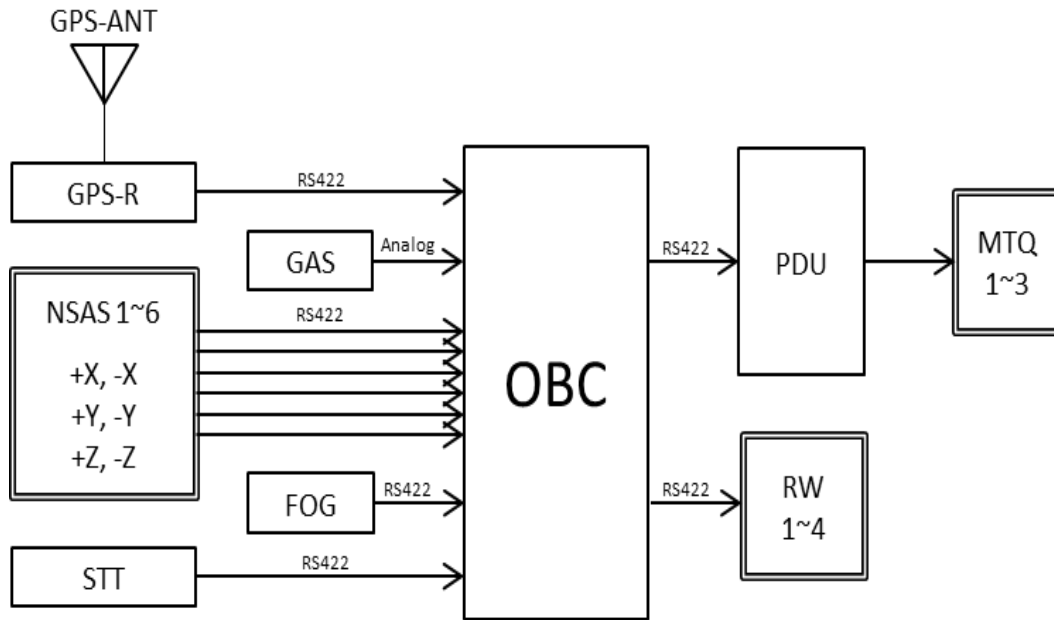 GPS-ANT
GPS-R
RS422
GAS
Analog
NSAS 1~6
+X, -X
+Y, -Y
+Z, -Z
RS422
FOG
RS422
STT
RS422
OBC
RS422
PDU
MTQ
1~3
RS422
RW
1~4